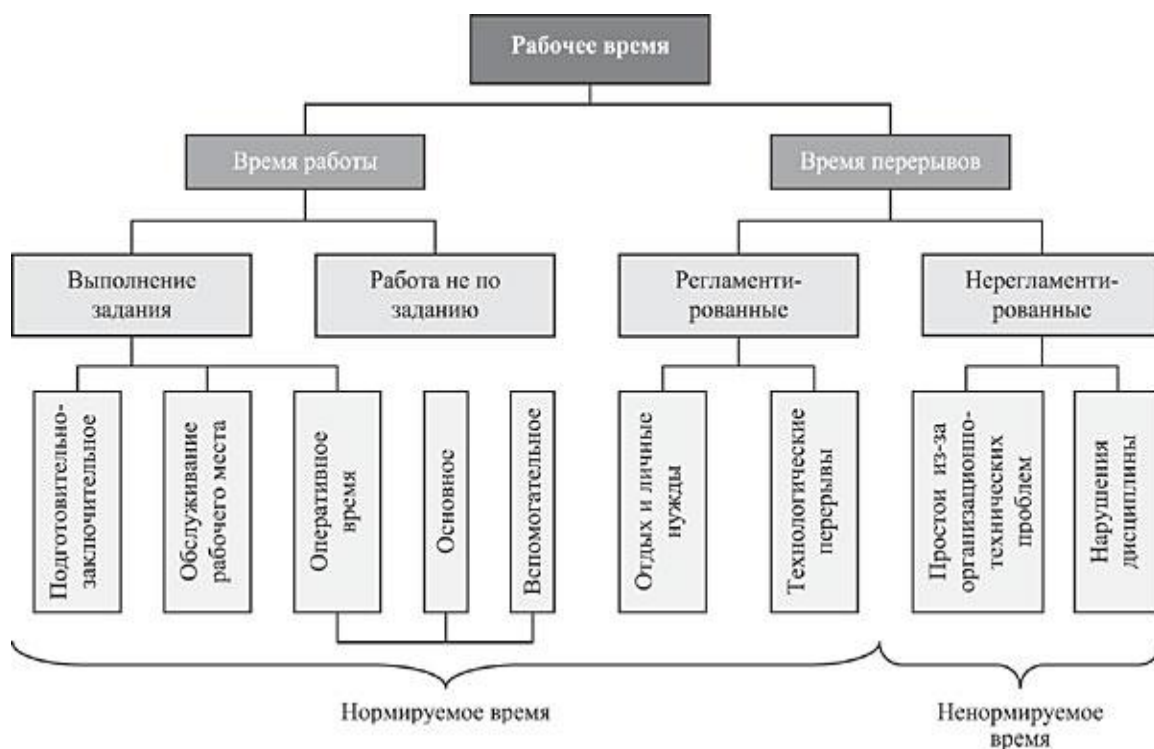 Рабочее время
Время работы
Время перерывов
Выполнение
задания
Работа не по
заданию
Регламенти-
рованные
Нерегламенти-
рованные
Подготовительно-
заключительное
Обслуживание
рабочего места
Оперативное
время
Основное
Вспомогательное
Отдых и личные
нужды
Технологические
перерывы
Простои из-за
организационно-
технических
проблем
Нарушения
дисциплины
Нормируемое время
Ненормируемое
время